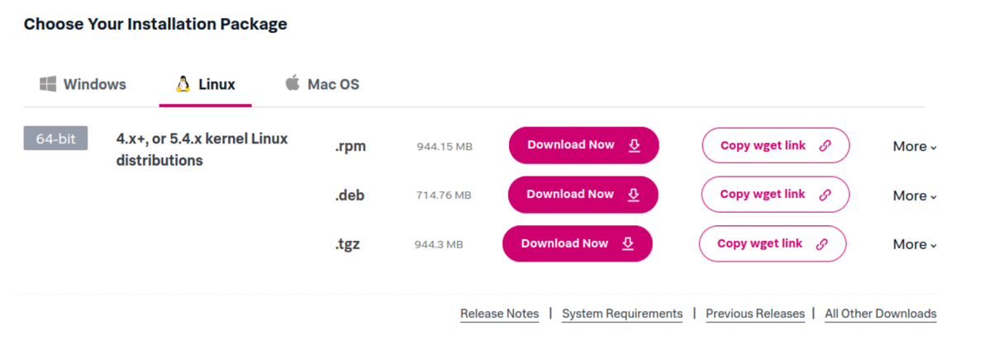 Choose Your Installation Package
Windows Linux Mac OS
64-bit 4.x+, or 5.4.x kernel Linux distributions .rpm 944.15 MB Download Now Copy wget link More
.deb 714.76 MB Download Now Copy wget link More
.tgz 944.3 MB Download Now Copy wget link More
Release Notes | System Requirements | Previous Releases | All Other Downloads